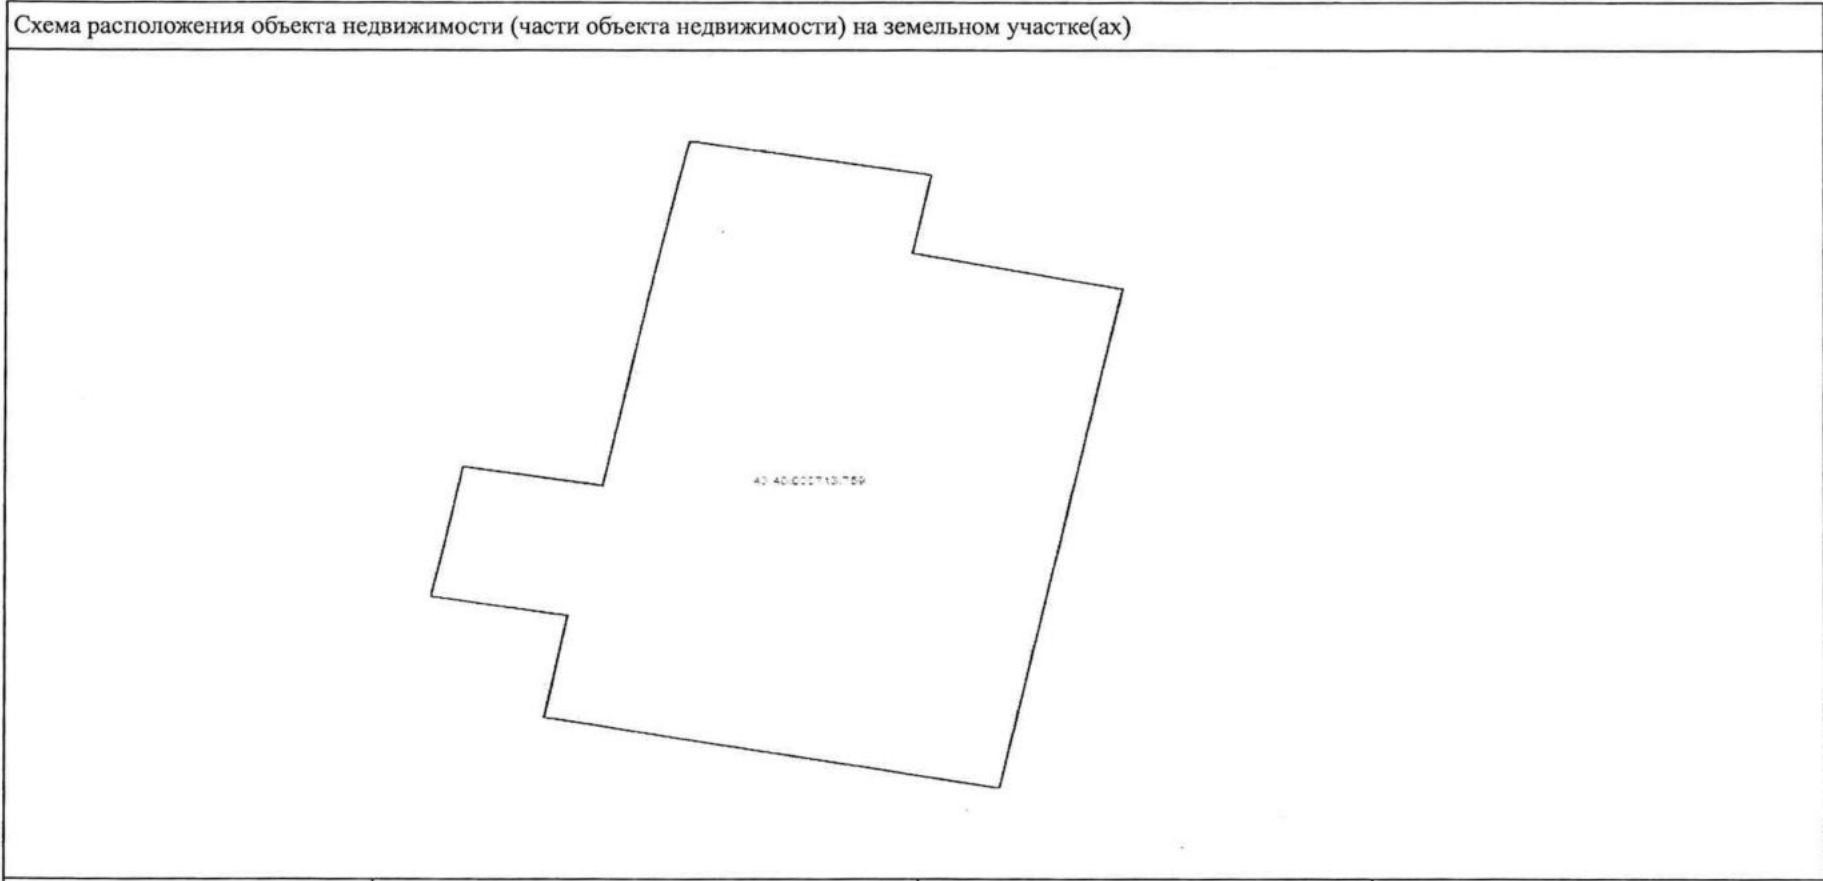 Схема расположения объекта недвижимости (части объекта недвижимости) на земельном участке(ах)